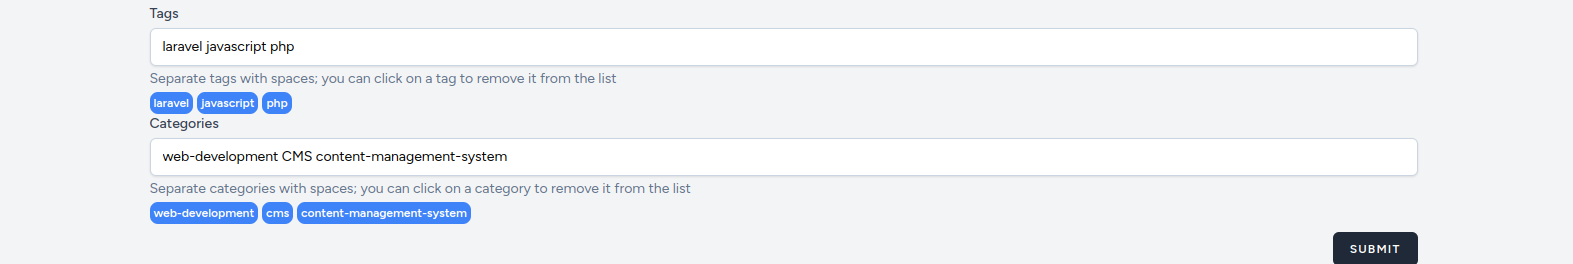 Tags
laravel javascript php
Separate tags with spaces; you can click on a tag to remove it from the list
laravel javascript php
Categories
web-development CMS content-management-system
Separate categories with spaces; you can click on a category to remove it from the list
web-development cms content-management-system
SUBMIT